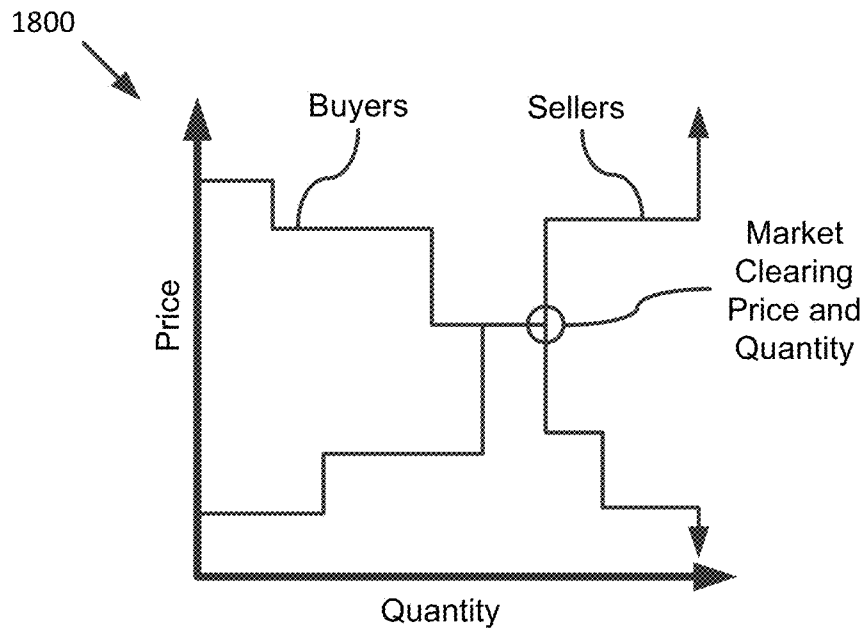 1800
Buyers
Sellers
Market
Clearing
Price and
Quantity
Price
Quantity